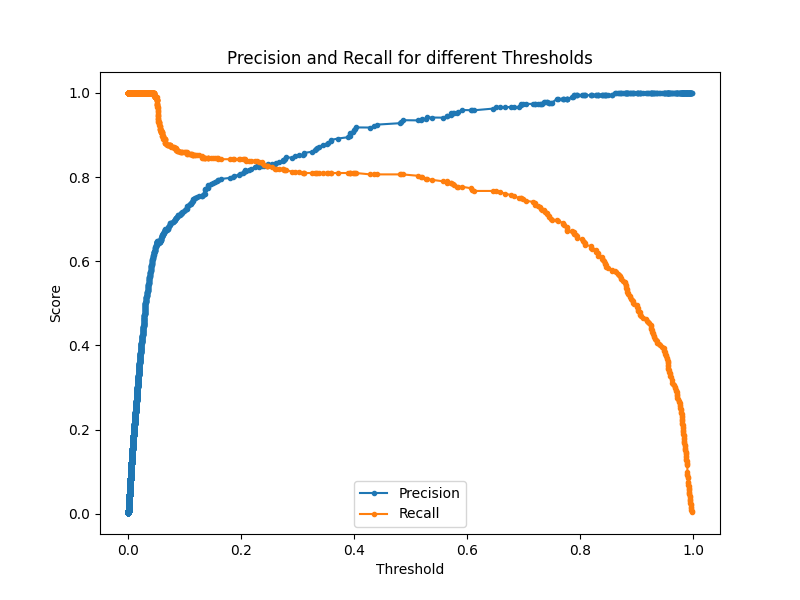 Precision and Recall for different Thresholds
1.0
0.8
0.6
0.4
0.2
0.0
Score
0.0 0.2 0.4 0.6 0.8 1.0
Threshold
Precision
Recall